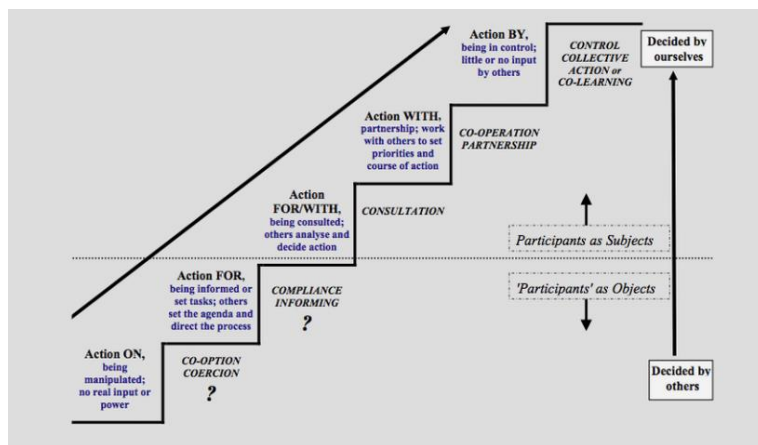 Action BY,
being in control;
little or no input
by others
CONTROL
COLLECTIVE
ACTION or
CO-LEARNING
Decided by
ourselves
Action WITH,
partnership; work
with others to set
priorities and
course of action
CO-OPERATION
PARTNERSHIP
Action
FOR/WITH,
being consulted;
others analyse and
decide action
CONSULTATION
Participants as Subjects
Action FOR,
being informed or
set tasks; others
set the agenda and
direct the process
COMPLIANCE
INFORMING
?
'Participants' as Objects
Action ON,
being
manipulated;
no real input or
power
CO-OPTION
COERCION
?
Decided by
others